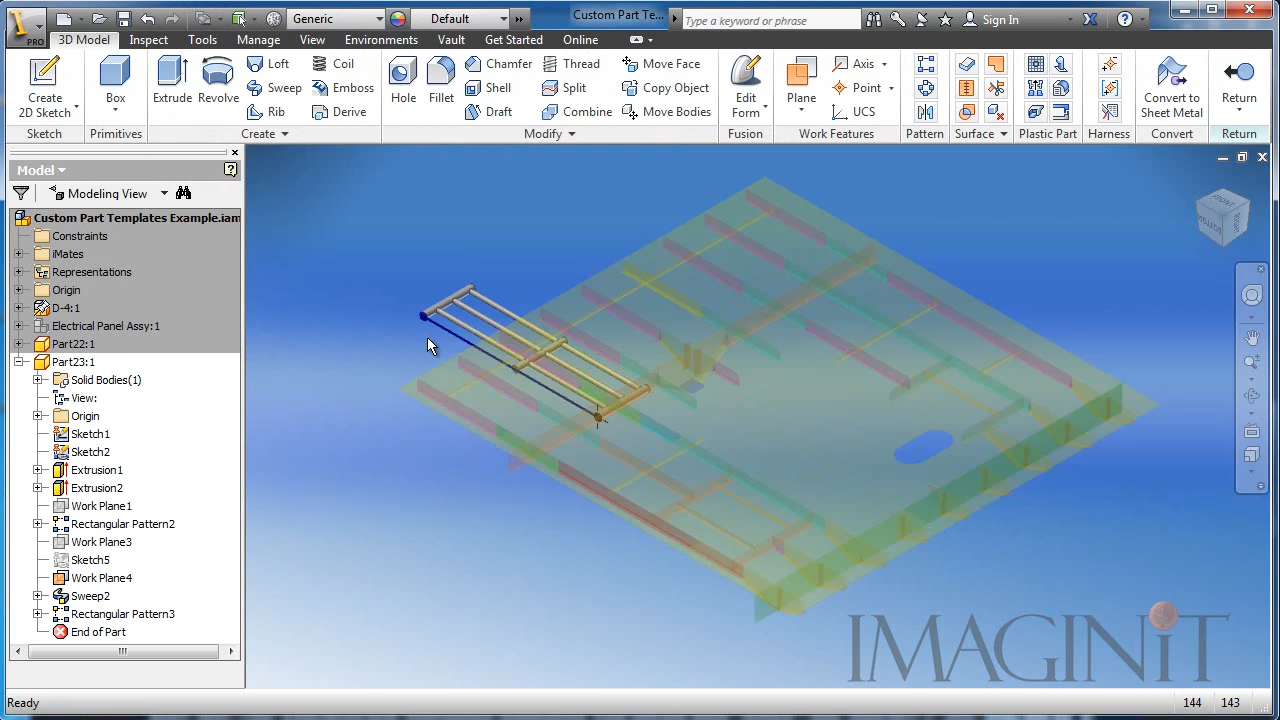 PRO
Generic
Default
Custom Part Te...
Type a keyword or phrase
Sign In
3D Model
Inspect
Tools
Manage
View
Environments
Vault
Get Started
Online
Create
2D Sketch
Box
Extrude
Revolve
Loft
Sweep
Rib
Coil
Emboss
Derive
Hole
Fillet
Chamfer
Shell
Draft
Thread
Split
Combine
Move Face
Copy Object
Move Bodies
Edit
Form
Plane
Axis
Point
UCS
Convert to
Sheet Metal
Return
Sketch
Primitives
Create
Modify
Fusion
Work Features
Pattern
Surface
Plastic Part
Harness
Convert
Return
Model
Modeling View
Custom Part Templates Example.iam
Constraints
iMates
Representations
Origin
D-4:1
Electrical Panel Assy:1
Part22:1
Part23:1
Solid Bodies(1)
View:
Origin
Sketch1
Sketch2
Extrusion1
Extrusion2
Work Plane1
Rectangular Pattern2
Work Plane3
Sketch5
Work Plane4
Sweep2
Rectangular Pattern3
End of Part
IMAGINiT
Ready
144 143